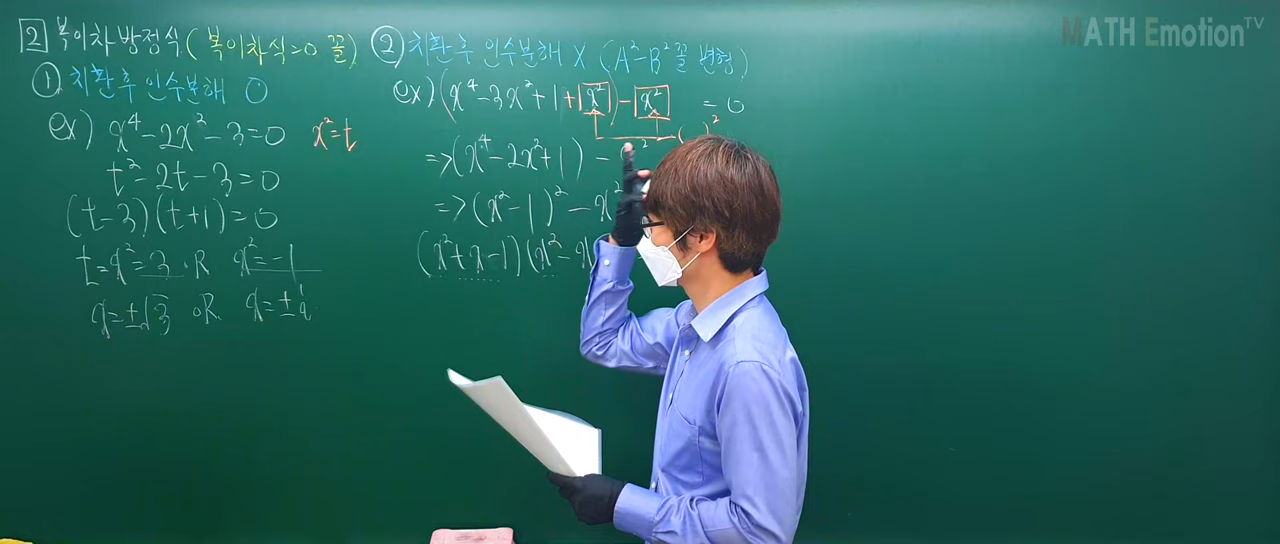 MATH Emotion TV
2 복이차방정식 (복이차식=0 꼴)
① 치환 후 인수분해 O
ex) x⁴-2x²-3=0 x²=t
t²-2t-3=0
(t-3)(t+1)=0
t=x²=3 OR x²=-1
x=±√3 OR x=±i
② 치환 후 인수분해 X (A²-B² 꼴 변형)
ex) (x⁴-3x²+1+x²)-x² =0
( )²
=>(x⁴-2x²+1) -
=>(x²-1)²-x²
(x²+x-1)(x²-x